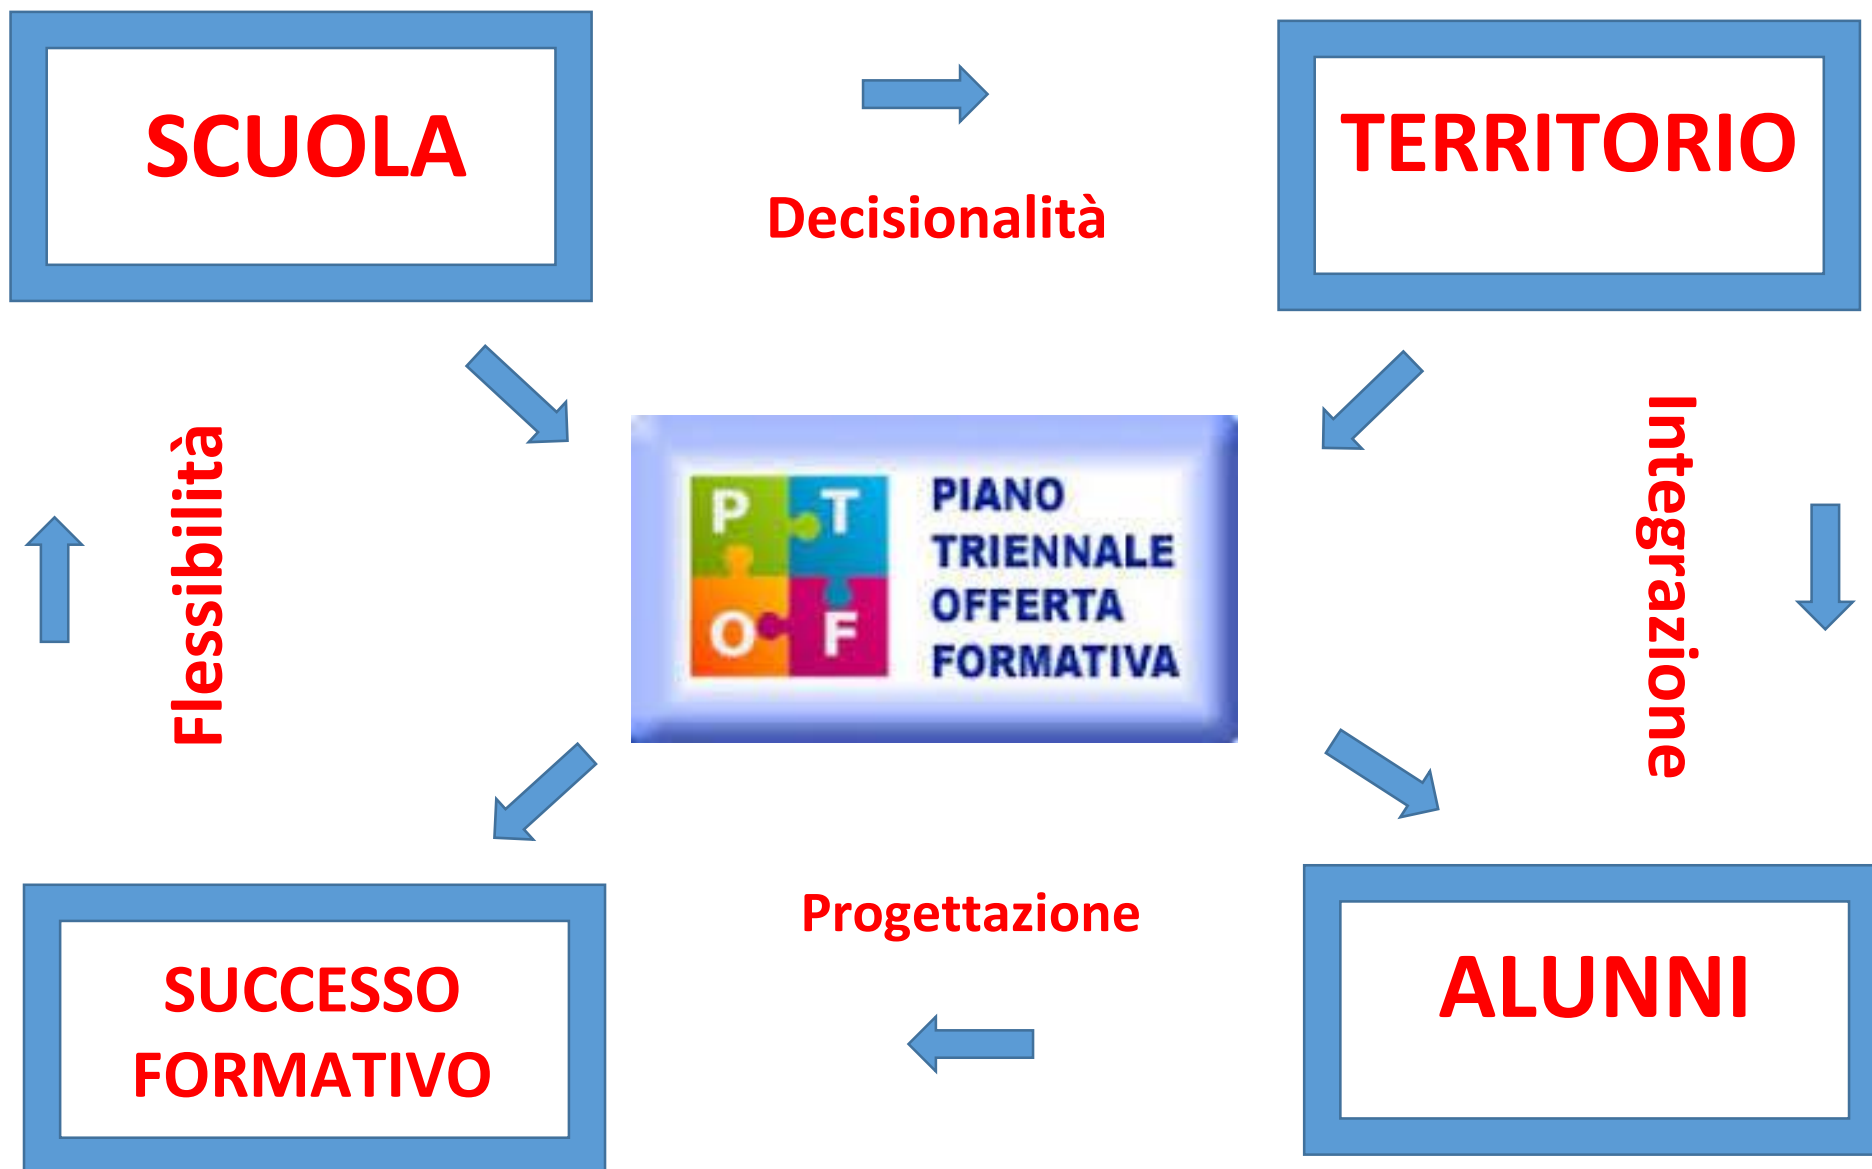 SCUOLA
TERRITORIO
Decisionalità
Flessibilità
P T
O F
PIANO
TRIENNALE
OFFERTA
FORMATIVA
Integrazione
Progettazione
SUCCESSO
FORMATIVO
ALUNNI